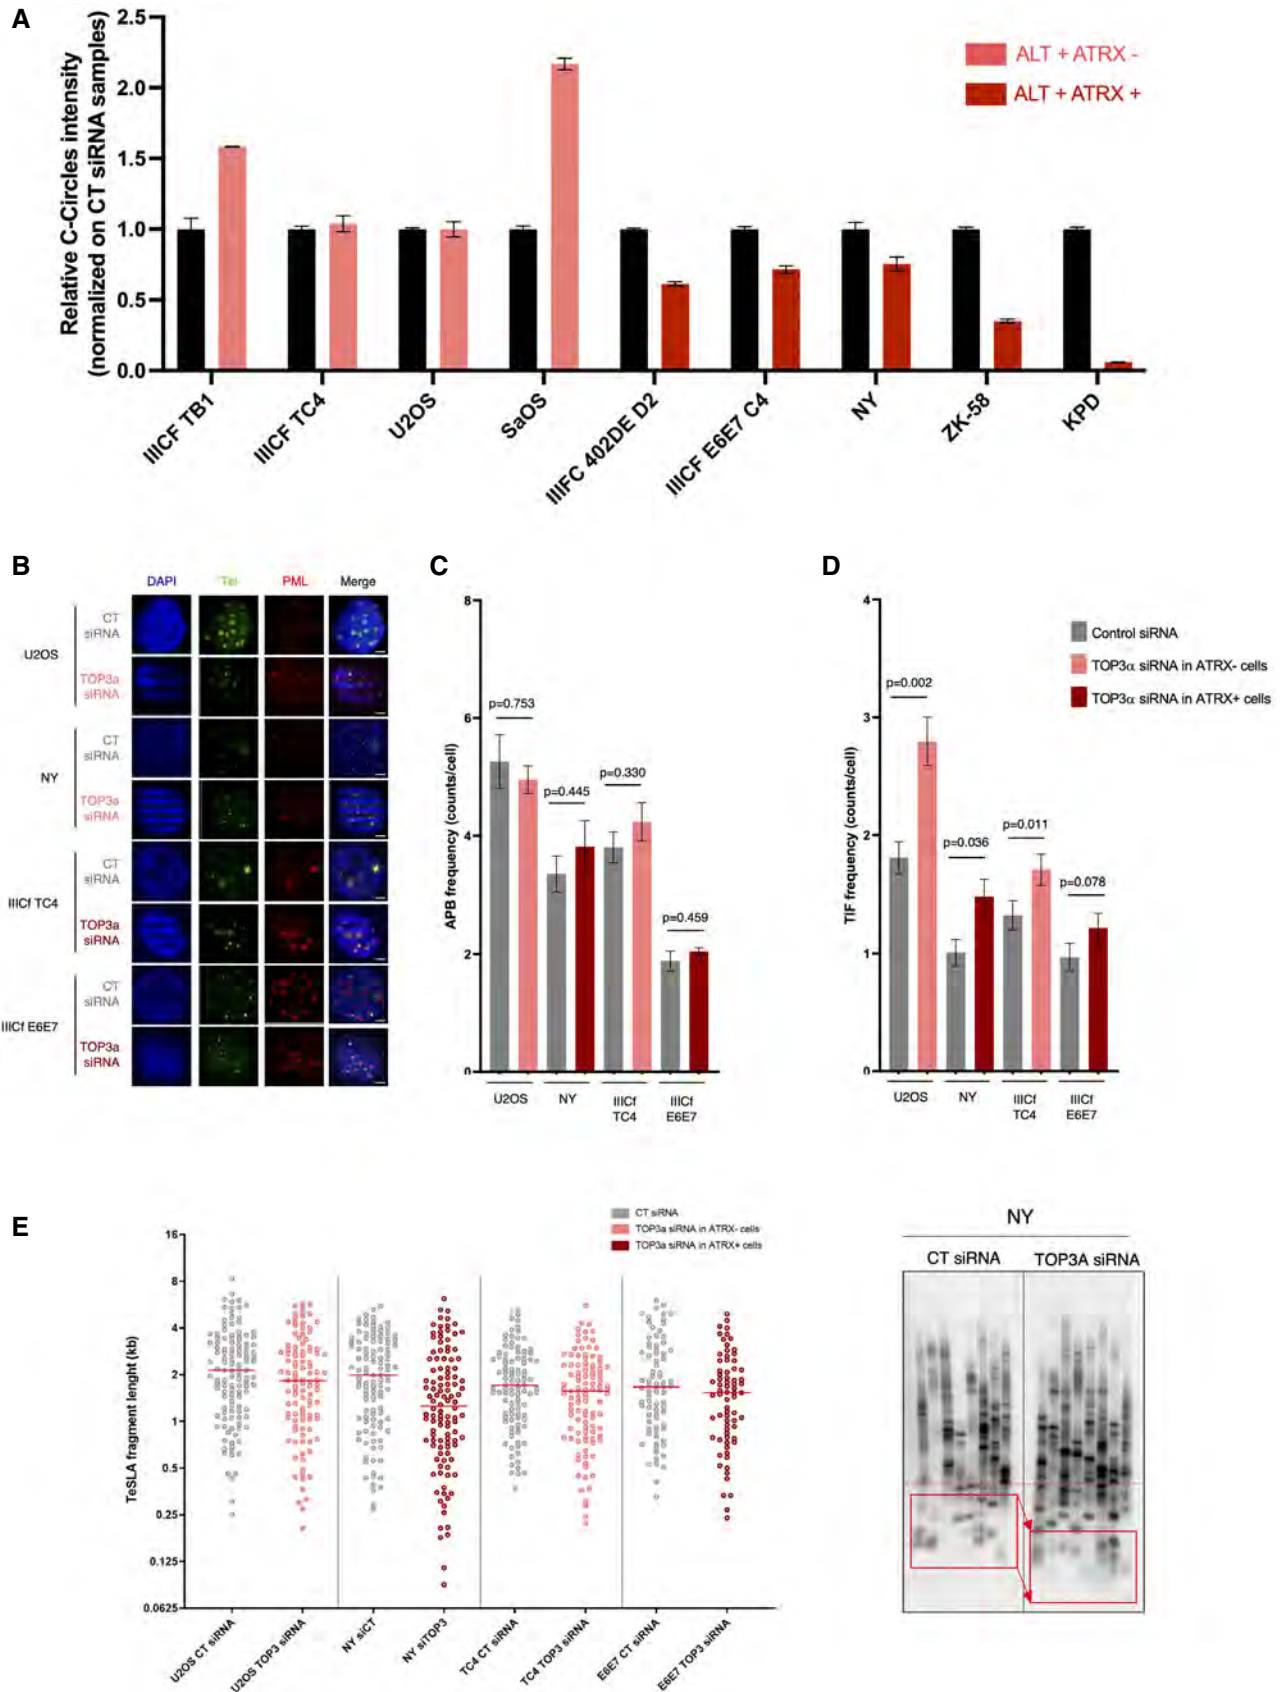 A
Relative C-Circles intensity
(normalized on CT siRNA samples)
2.5
2.0
1.5
1.0
0.5
0.0
ALT + ATRX -
ALT + ATRX +
IIICF TB1
IIICF TC4
U2OS
SaOS
IIIFC 402DE D2
IIICF E6E7 C4
NY
ZK-58
KPD
B
DAPI
Tel
PML
Merge
U2OS
CT
siRNA
TOP3a
siRNA
NY
CT
siRNA
TOP3a
siRNA
IIICf TC4
CT
siRNA
TOP3a
siRNA
IIICf E6E7
CT
siRNA
TOP3a
siRNA
C
APB frequency (counts/cell)
8
6
4
2
0
p=0.753
p=0.445
p=0.330
p=0.459
U2OS
NY
IIICf
TC4
IIICf
E6E7
D
TIF frequency (counts/cell)
4
3
2
1
0
p=0.002
p=0.036
p=0.011
p=0.078
U2OS
NY
IIICf
TC4
IIICf
E6E7
Control siRNA
TOP3α siRNA in ATRX- cells
TOP3α siRNA in ATRX+ cells
E
TeSLA fragment lenght (kb)
16
8
4
2
1
0.5
0.25
0.125
0.0625
CT siRNA
TOP3a siRNA in ATRX- cells
TOP3a siRNA in ATRX+ cells
U2OS CT siRNA
U2OS TOP3 siRNA
NY siCT
NY siTOP3
TC4 CT siRNA
TC4 TOP3 siRNA
E6E7 CT siRNA
E6E7 TOP3 siRNA
NY
CT siRNA
TOP3A siRNA